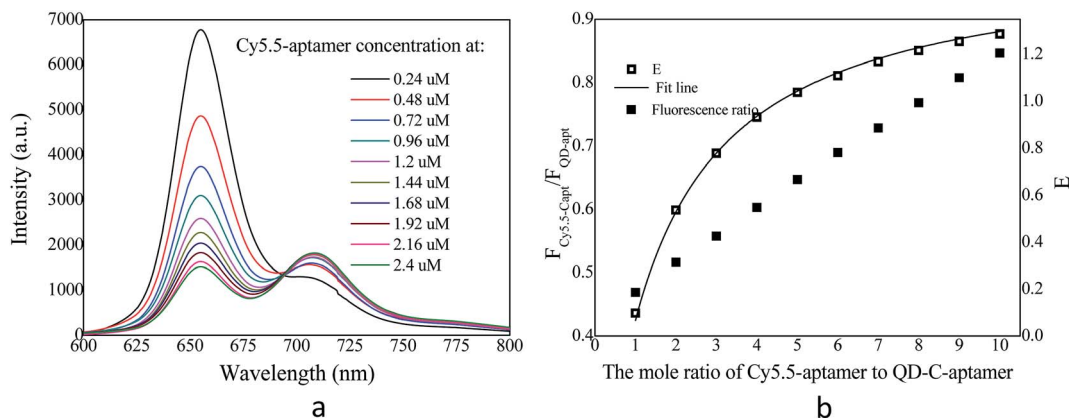 7000
6000
5000
4000
3000
2000
1000
0
600 625 650 675 700 725 750 775 800
Intensity (a.u.)
Wavelength (nm)
Cy5.5-aptamer concentration at:
0.24 uM
0.48 uM
0.72 uM
0.96 uM
1.2 uM
1.44 uM
1.68 uM
1.92 uM
2.16 uM
2.4 uM
a
0.9
0.8
0.7
0.6
0.5
0.4
0 1 2 3 4 5 6 7 8 9 10
F Cy5.5-Capt/F QD-apt
E
Fit line
Fluorescence ratio
1.2
1.0
0.8
0.6
0.4
0.2
0.0
E
The mole ratio of Cy5.5-aptamer to QD-C-aptamer
b